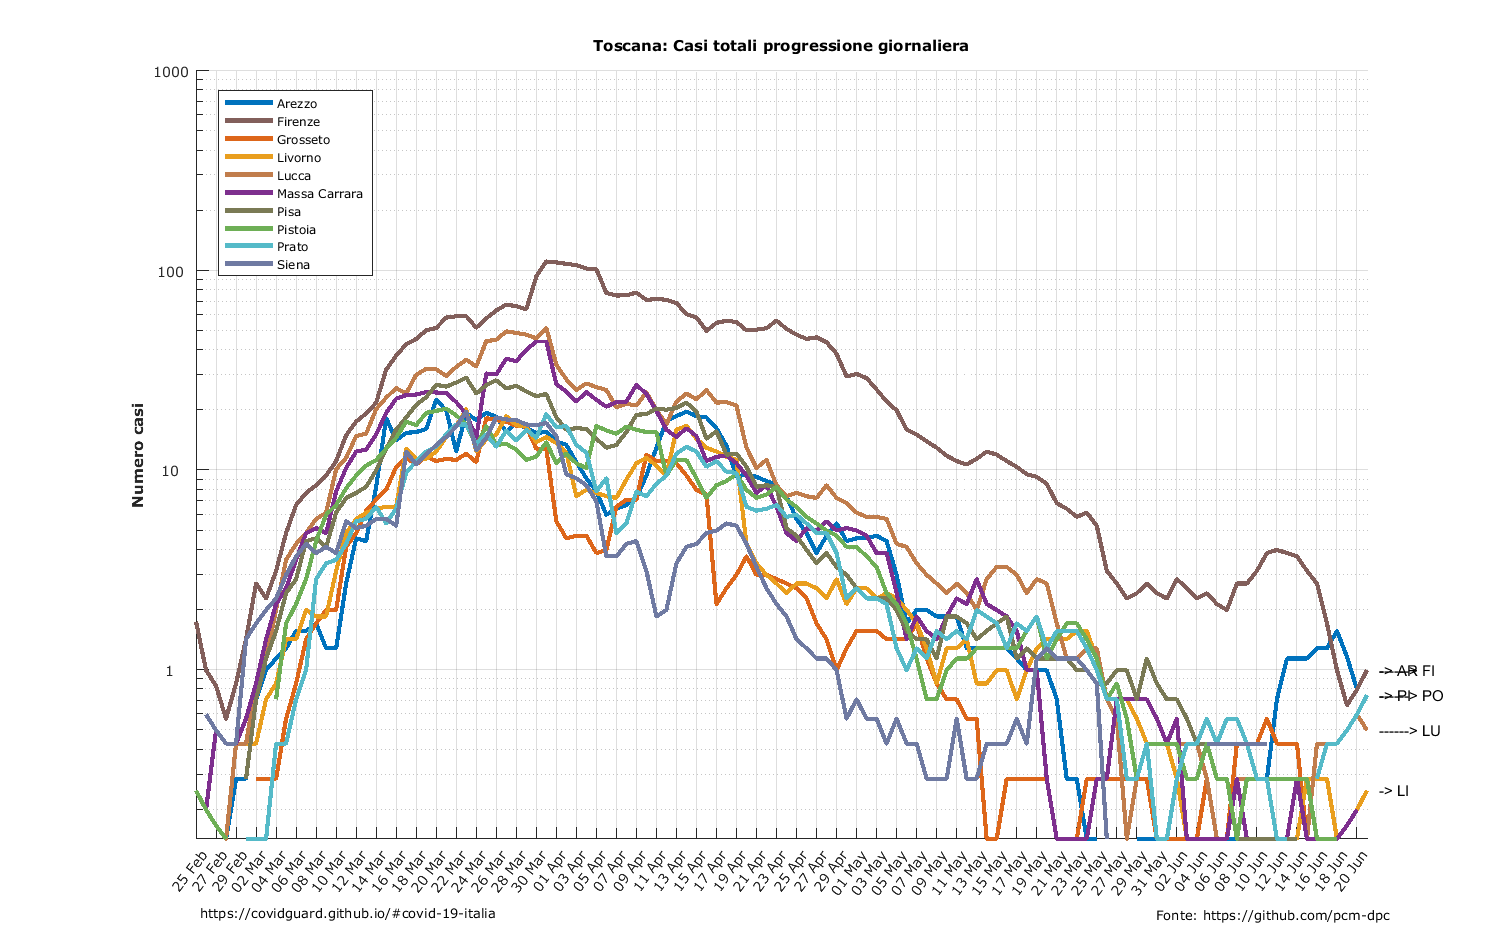 Toscana: Casi totali progressione giornaliera
Numero casi
1000
100
10
1
Arezzo
Firenze
Grosseto
Livorno
Lucca
Massa Carrara
Pisa
Pistoia
Prato
Siena
-> FI
-> PO
------> LU
-> LI
25 Feb
27 Feb
29 Feb
02 Mar
04 Mar
06 Mar
08 Mar
10 Mar
12 Mar
14 Mar
16 Mar
18 Mar
20 Mar
22 Mar
24 Mar
26 Mar
28 Mar
30 Mar
01 Apr
03 Apr
05 Apr
07 Apr
09 Apr
11 Apr
13 Apr
15 Apr
17 Apr
19 Apr
21 Apr
23 Apr
25 Apr
27 Apr
29 Apr
01 May
03 May
05 May
07 May
09 May
11 May
13 May
15 May
17 May
19 May
21 May
23 May
25 May
27 May
29 May
31 May
02 Jun
04 Jun
06 Jun
08 Jun
10 Jun
12 Jun
14 Jun
16 Jun
18 Jun
20 Jun
https://covidguard.github.io/#covid-19-italia
Fonte: https://github.com/pcm-dpc